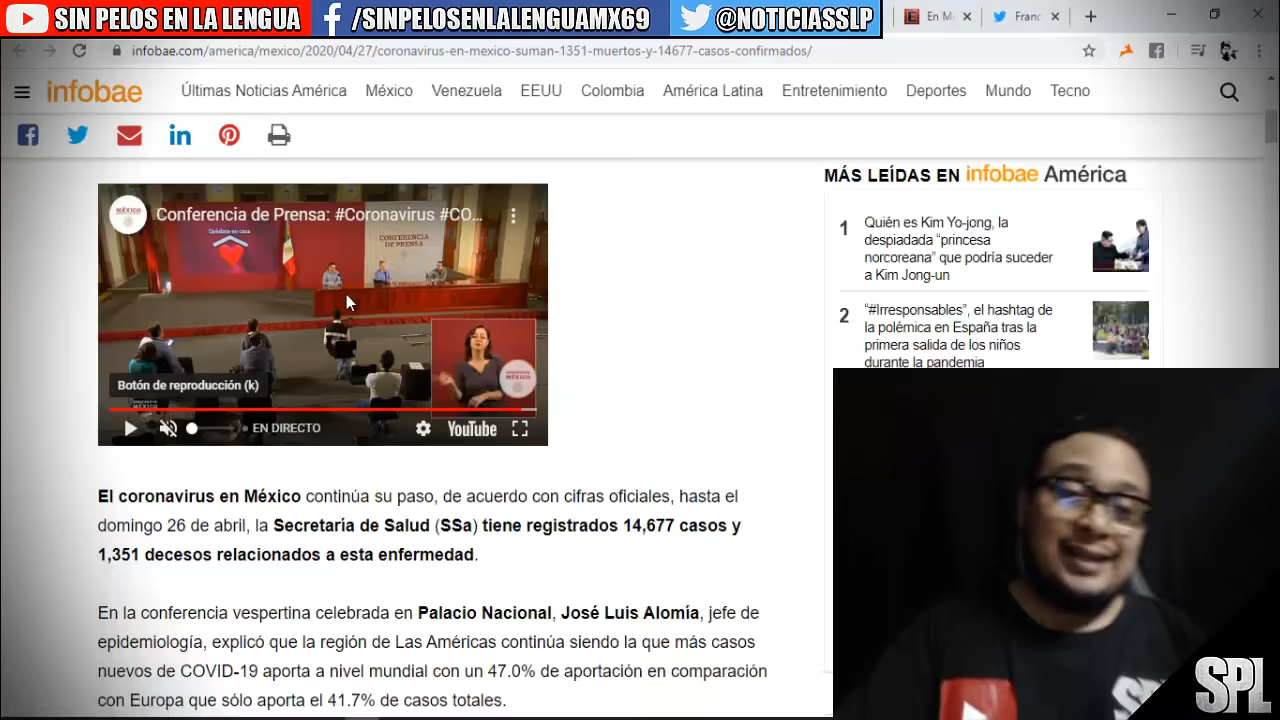 SIN PELOS EN LA LENGUA
/SINPELOSENLALENGUAMX69
@NOTICIASSLP
En M
Franc
infobae.com/america/mexico/2020/04/27/coronavirus-en-mexico-suman-1351-muertos-y-14677-casos-confirmados/
infobae
Últimas Noticias América
México
Venezuela
EEUU
Colombia
América Latina
Entretenimiento
Deportes
Mundo
Tecno
MÉXICO
Conferencia de Prensa: #Coronavirus #CO...
Quédate en casa
CONFERENCIA
DE PRENSA
MÉXICO
Botón de reproducción (k)
EN DIRECTO
YouTube
MÁS LEÍDAS EN infobae América
1
Quién es Kim Yo-jong, la
despiadada “princesa
norcoreana” que podría suceder
a Kim Jong-un
2
“#Irresponsables”, el hashtag de
la polémica en España tras la
primera salida de los niños
durante la pandemia
El coronavirus en México continúa su paso, de acuerdo con cifras oficiales, hasta el
domingo 26 de abril, la Secretaría de Salud (SSa) tiene registrados 14,677 casos y
1,351 decesos relacionados a esta enfermedad.
En la conferencia vespertina celebrada en Palacio Nacional, José Luis Alomía, jefe de
epidemiología, explicó que la región de Las Américas continúa siendo la que más casos
nuevos de COVID-19 aporta a nivel mundial con un 47.0% de aportación en comparación
con Europa que sólo aporta el 41.7% de casos totales.
SPL
SPL